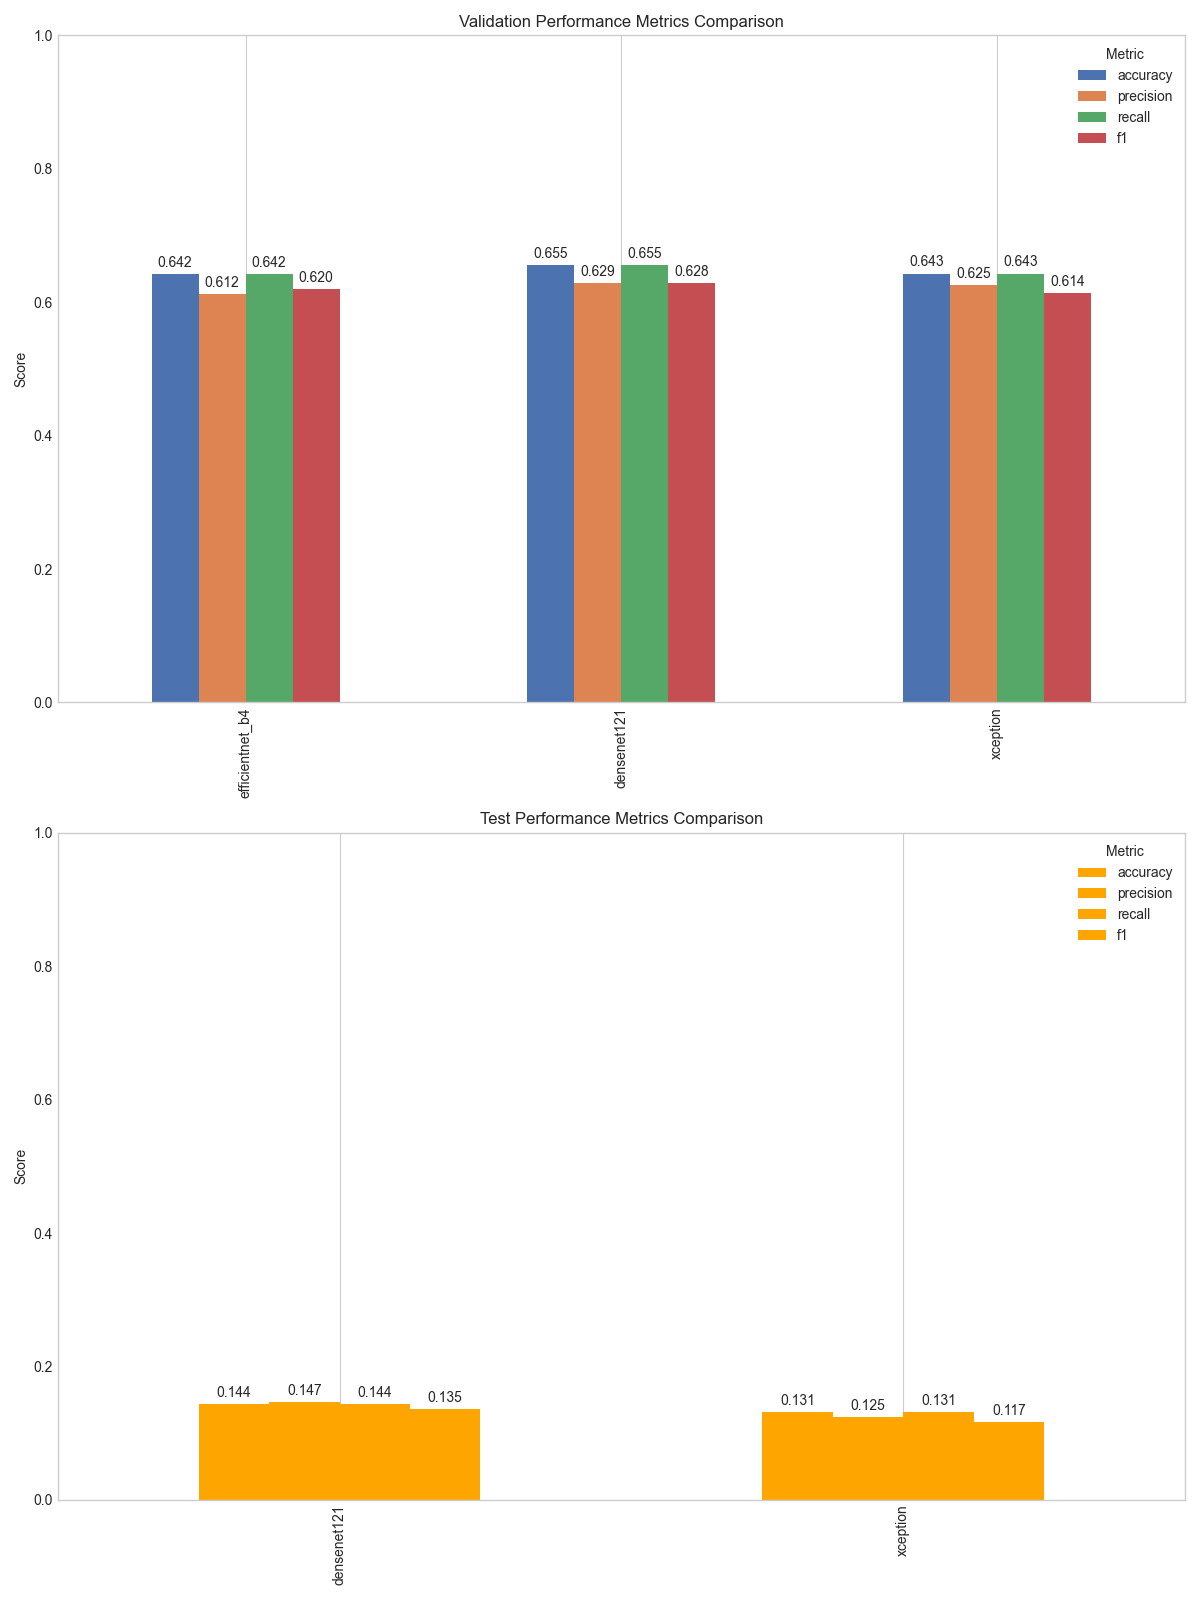 Validation Performance Metrics Comparison
1.0
Metric
accuracy
precision
recall
f1
0.8
0.642
0.612
0.642
0.620
0.655
0.629
0.655
0.628
0.643
0.625
0.643
0.614
0.6
Score
0.4
0.2
0.0
efficientnet_b4
densenet121
xception
Test Performance Metrics Comparison
1.0
Metric
accuracy
precision
recall
f1
0.8
0.6
Score
0.4
0.2
0.144
0.147
0.144
0.135
0.131
0.125
0.131
0.117
0.0
densenet121
xception